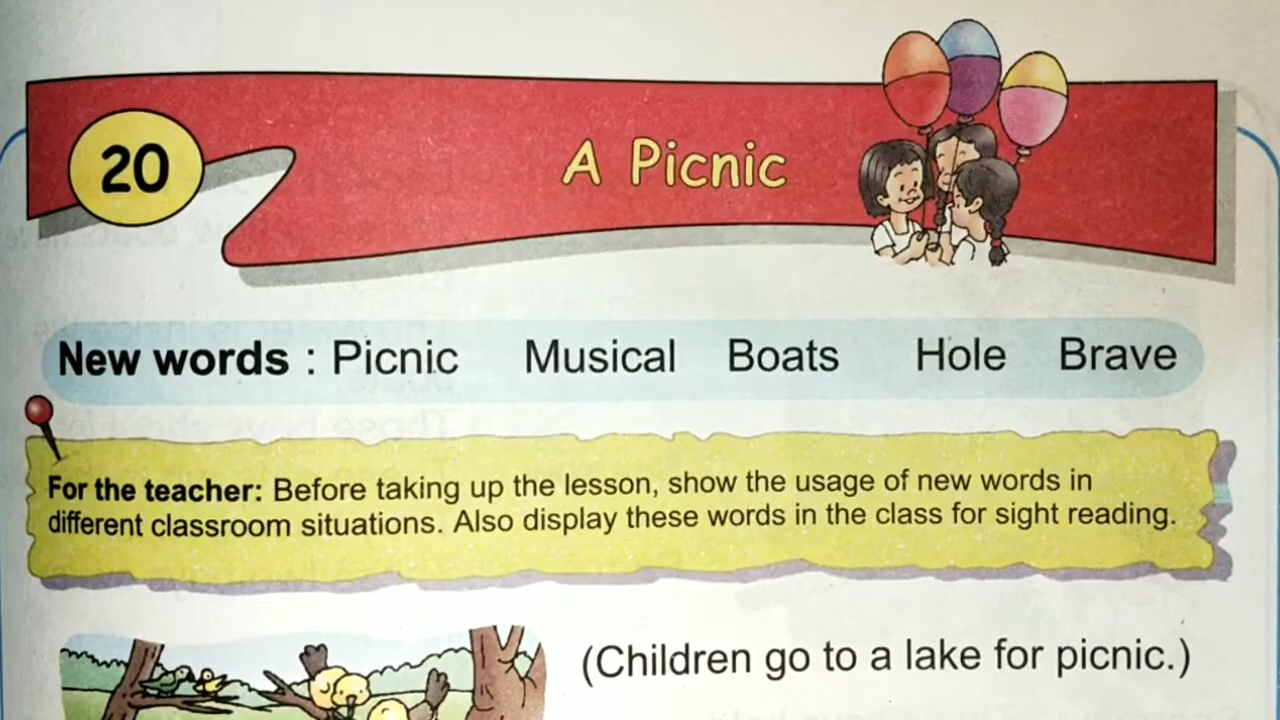 20
A Picnic
New words : Picnic Musical Boats Hole Brave
For the teacher: Before taking up the lesson, show the usage of new words in
different classroom situations. Also display these words in the class for sight reading.
(Children go to a lake for picnic.)